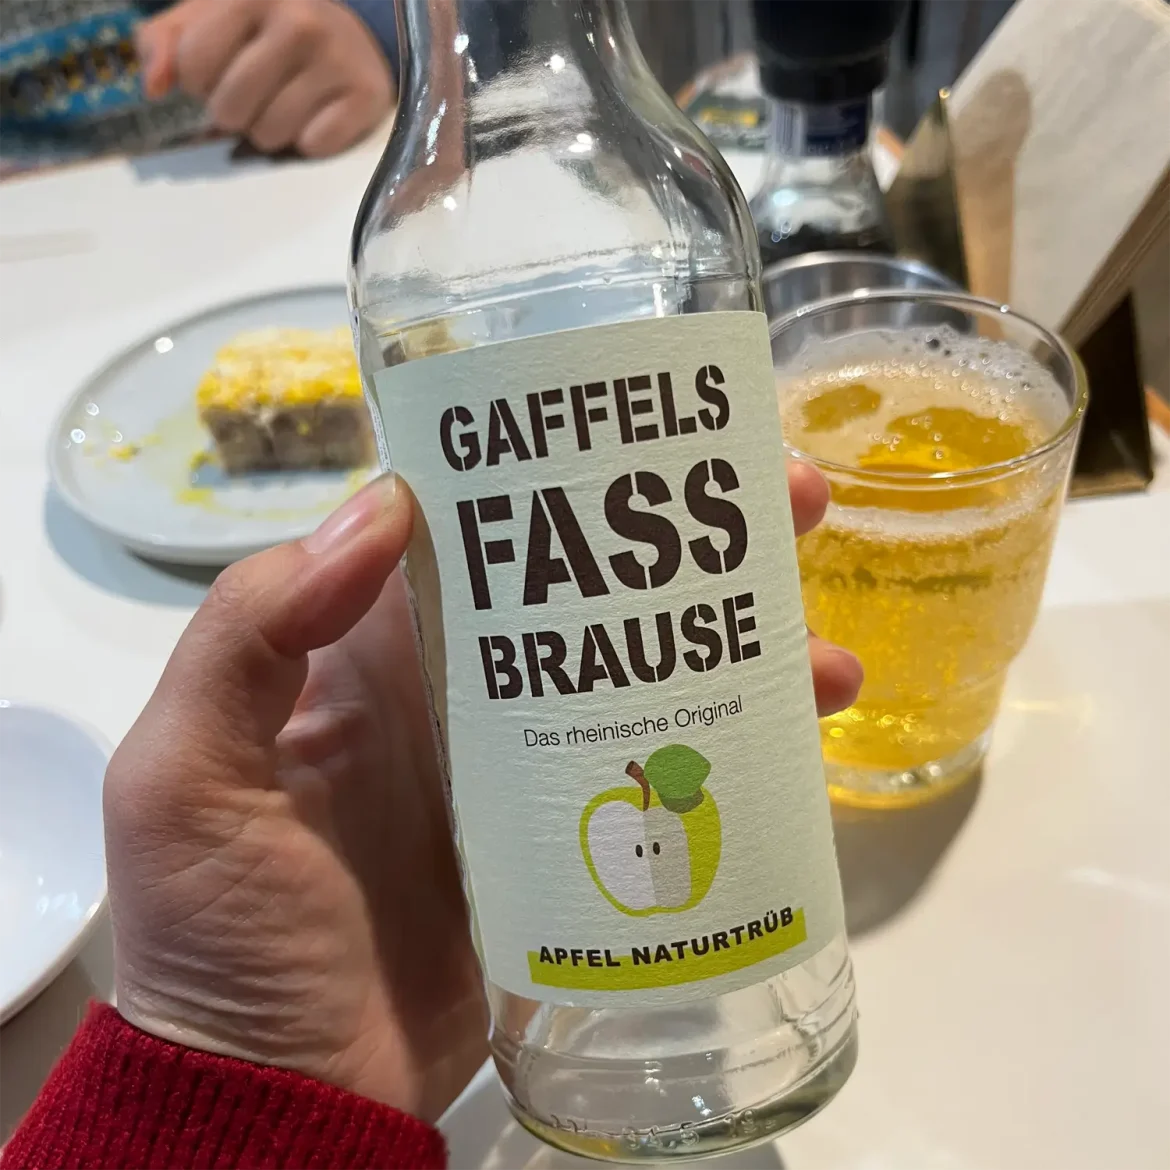 GAFFELS
FASS
BRAUSE
Das rheinische Original
APFEL NATURTRÜB